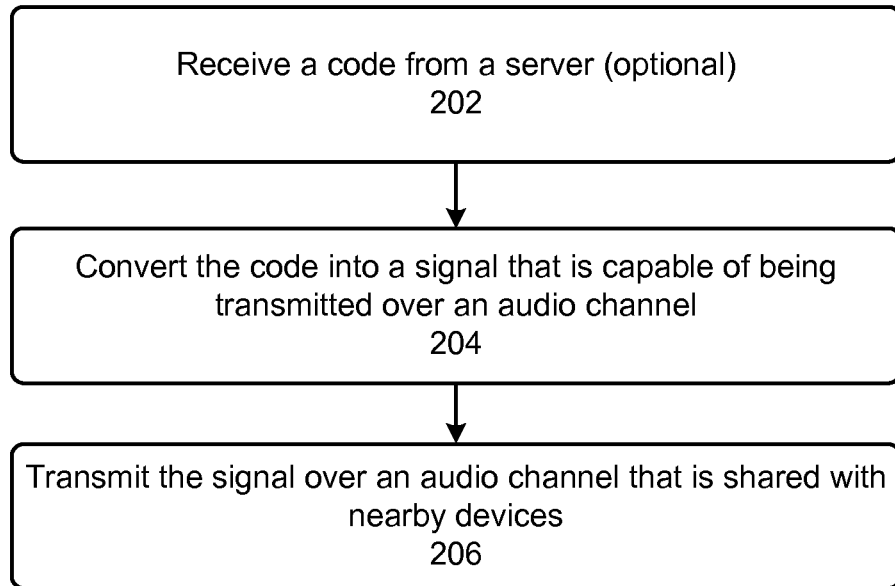 Receive a code from a server (optional)
202
Convert the code into a signal that is capable of being
transmitted over an audio channel
204
Transmit the signal over an audio channel that is shared with
nearby devices
206